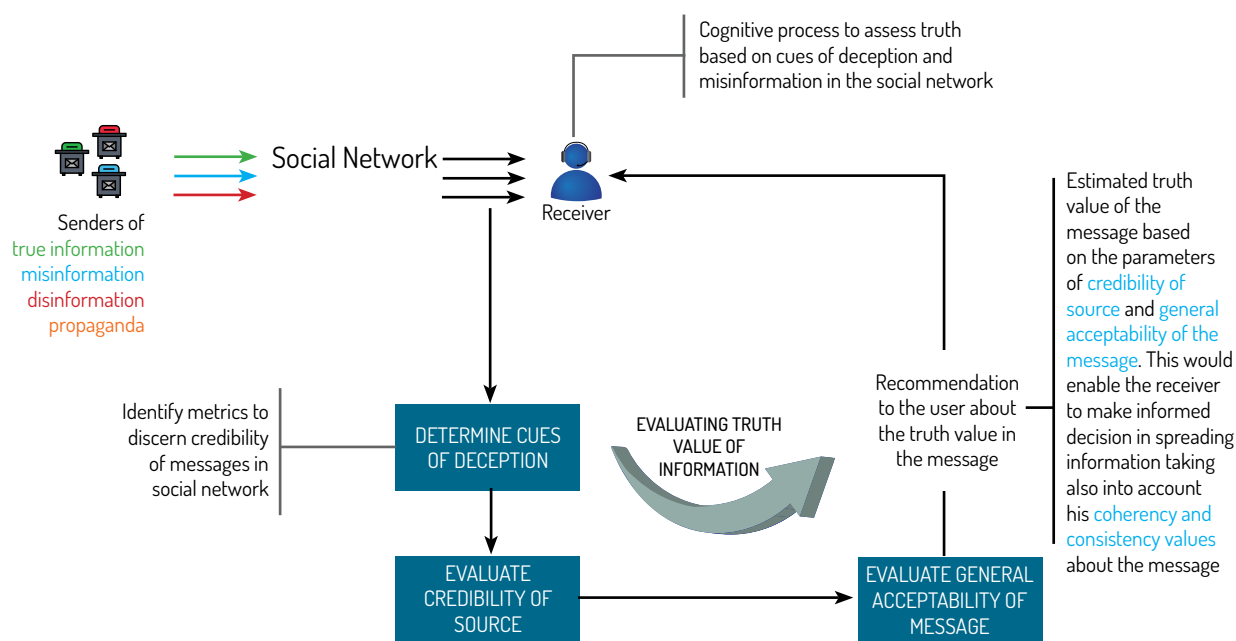 Cognitive process to assess truth
based on cues of deception and
misinformation in the social network
Social Network
Receiver
Senders of
true information
misinformation
disinformation
propaganda
Estimated truth
value of the
message based
on the parameters
of credibility of
source and general
acceptability of the
message. This would
enable the receiver
to make informed
decision in spreading
information taking
also into account
his coherency and
consistency values
about the message
Identify metrics to
discern credibility
of messages in
social network
DETERMINE CUES
OF DECEPTION
EVALUATING TRUTH
VALUE OF
INFORMATION
Recommendation
to the user about
the truth value in
the message
EVALUATE
CREDIBILITY OF
SOURCE
EVALUATE GENERAL
ACCEPTABILITY OF
MESSAGE